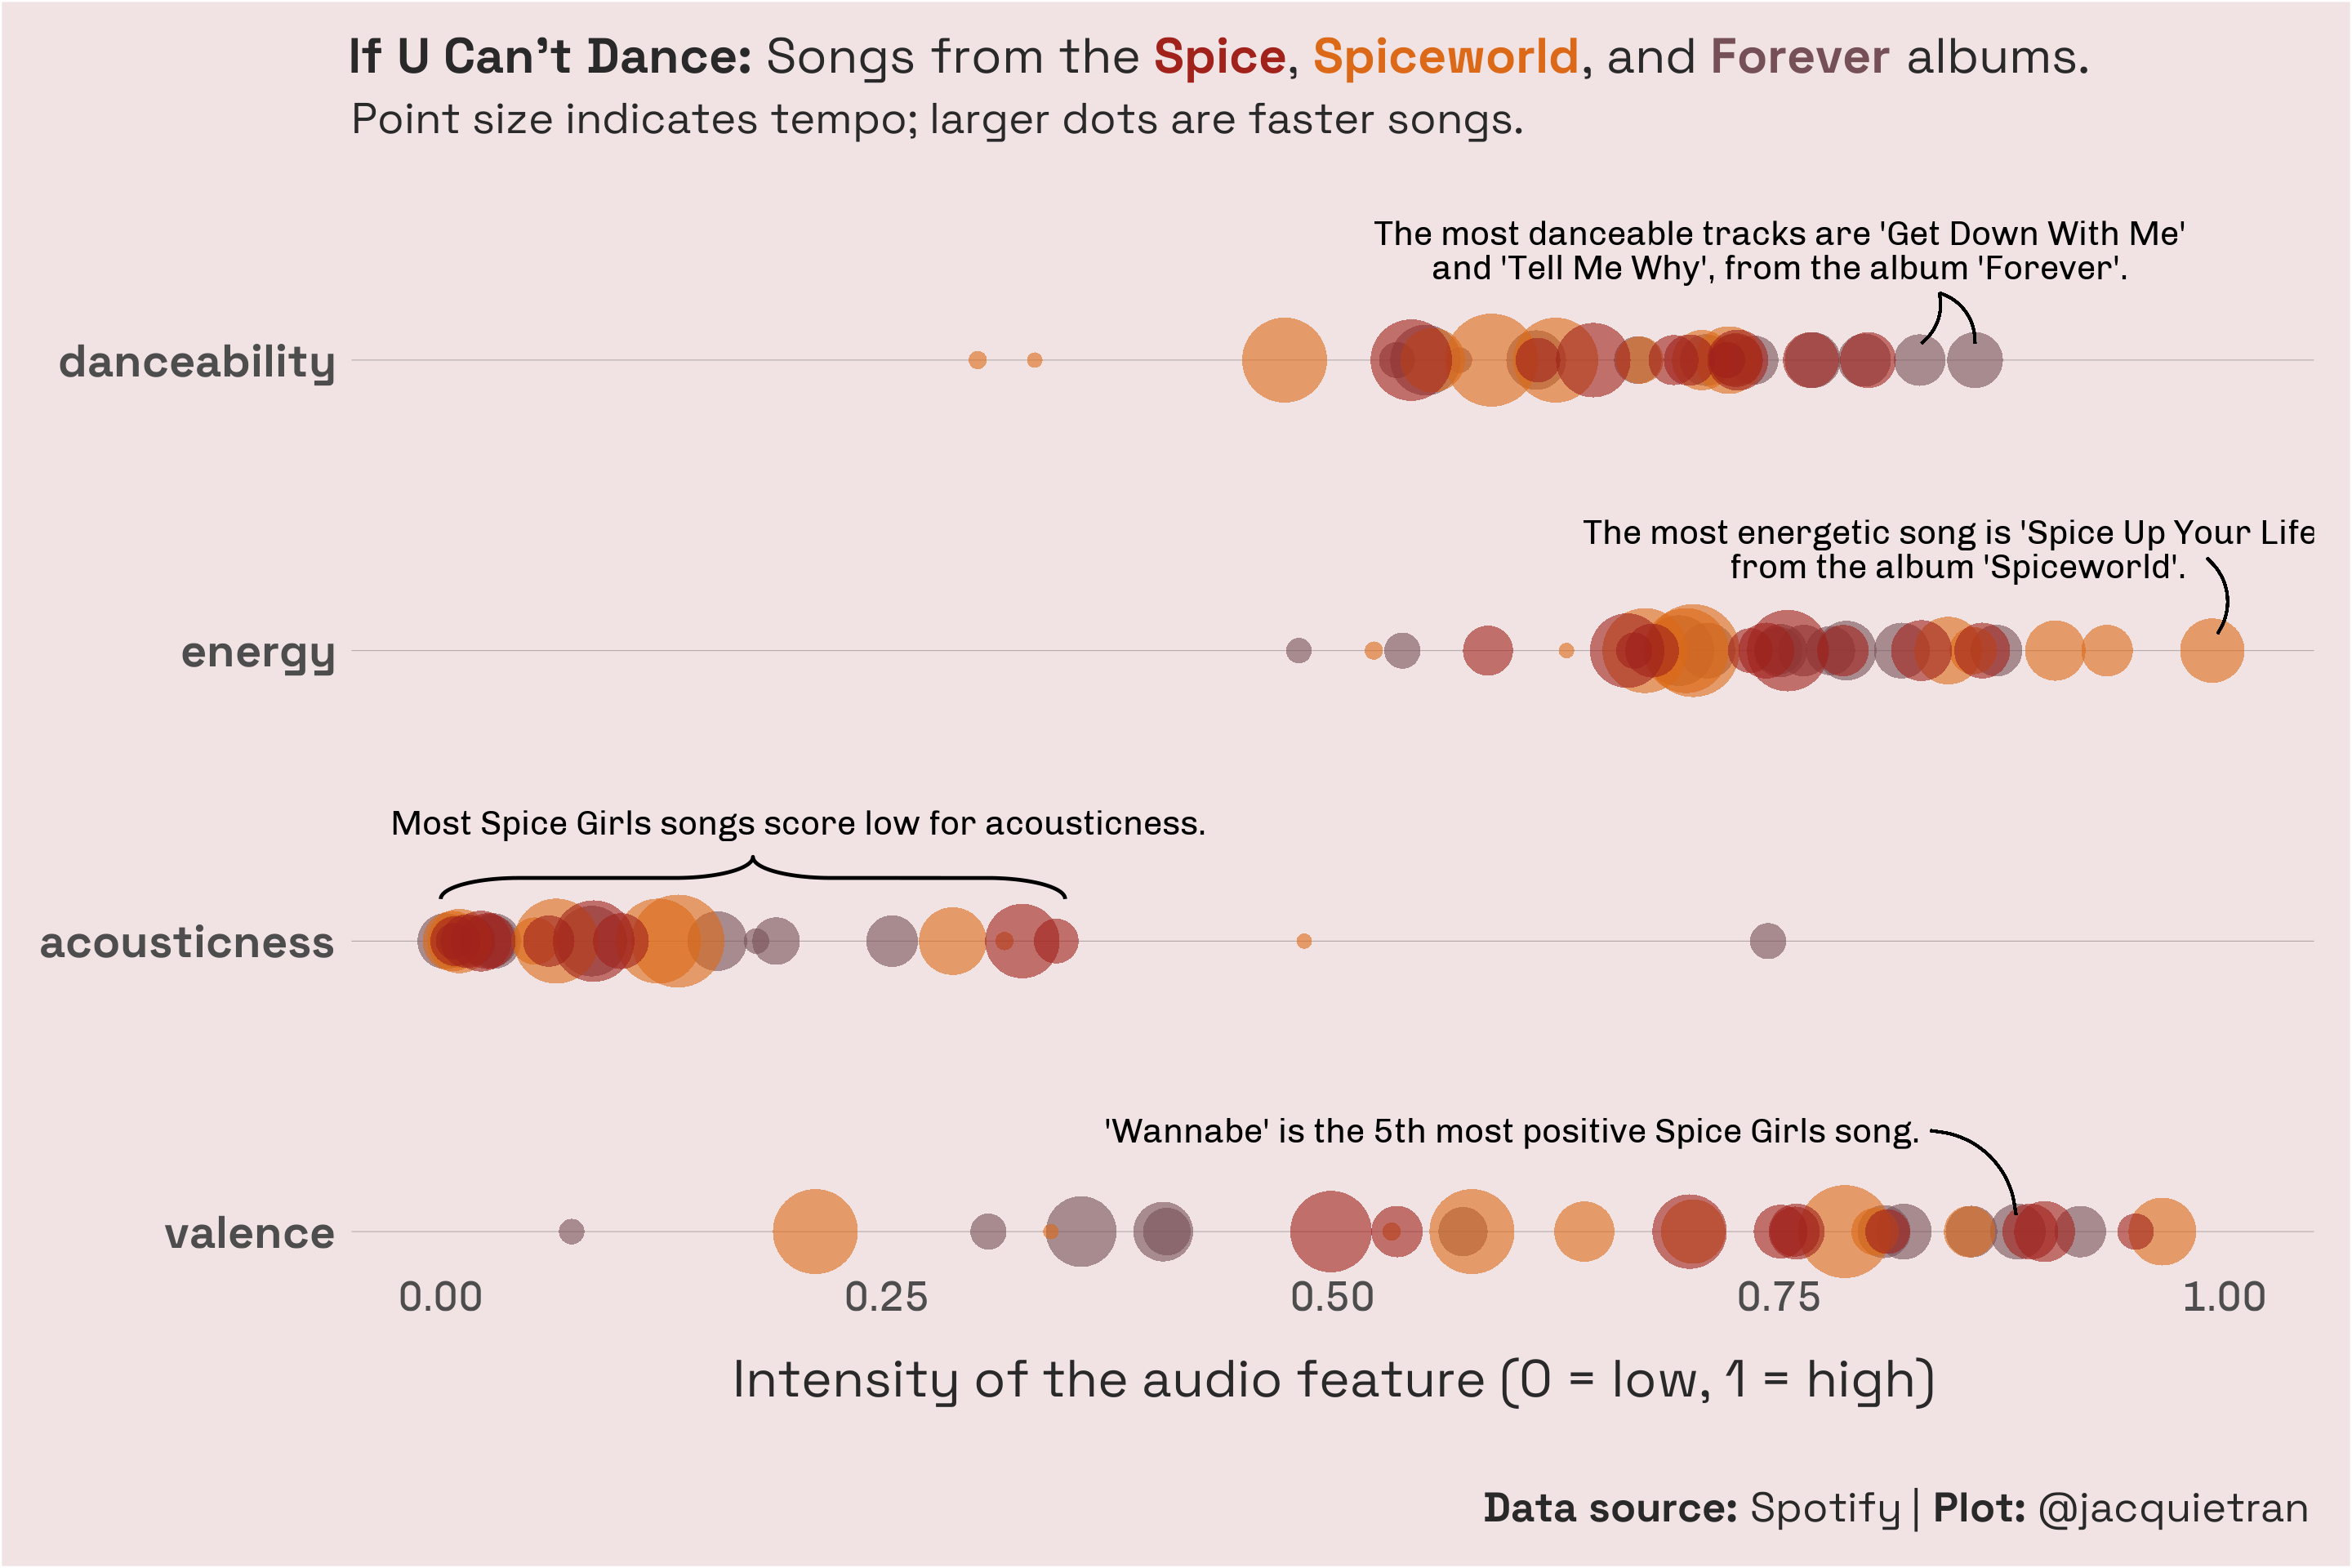 If U Can’t Dance: Songs from the Spice, Spiceworld, and Forever albums.
Point size indicates tempo; larger dots are faster songs.
The most danceable tracks are 'Get Down With Me'
and 'Tell Me Why', from the album 'Forever'.
danceability
The most energetic song is 'Spice Up Your Life
from the album 'Spiceworld'.
energy
Most Spice Girls songs score low for acousticness.
acousticness
'Wannabe' is the 5th most positive Spice Girls song.
valence
0.00 0.25 0.50 0.75 1.00
Intensity of the audio feature (0 = low, 1 = high)
Data source: Spotify | Plot: @jacquietran